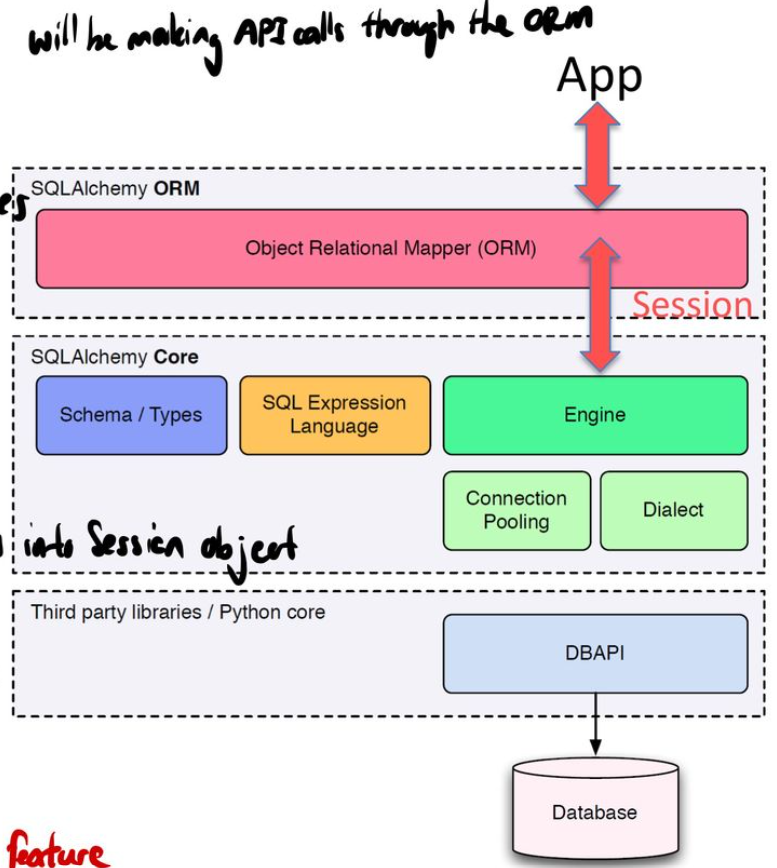 will be making API calls through the ORM
App
SQLAlchemy ORM
Object Relational Mapper (ORM)
Session
SQLAlchemy Core
Schema / Types
SQL Expression
Language
Engine
Connection
Pooling
Dialect
into Session object
Third party libraries / Python core
DBAPI
Database
feature